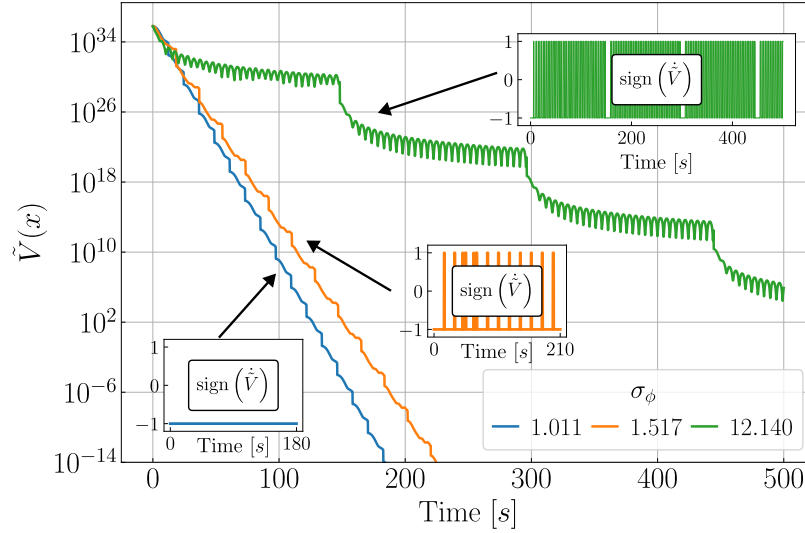 10^34
10^26
10^18
10^10
10^2
10^−6
10^−14
Ṽ(x)
0 100 200 300 400 500
Time [s]
1
0
−1
sign (Ṽ̇)
0 200 400
Time [s]
1
0
−1
sign (Ṽ̇)
0 210
Time [s]
1
0
−1
sign (Ṽ̇)
0 180
Time [s]
σ_ϕ
1.011 1.517 12.140